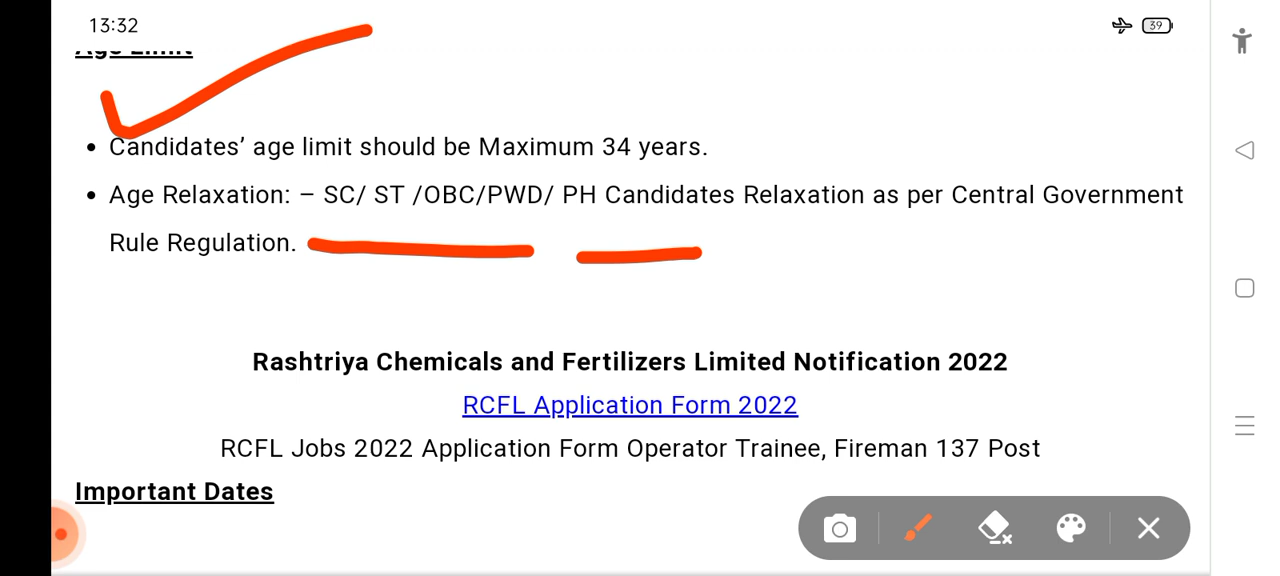 13:32
39
Age Limit
• Candidates’ age limit should be Maximum 34 years.
• Age Relaxation: – SC/ ST /OBC/PWD/ PH Candidates Relaxation as per Central Government
Rule Regulation.
Rashtriya Chemicals and Fertilizers Limited Notification 2022
RCFL Application Form 2022
RCFL Jobs 2022 Application Form Operator Trainee, Fireman 137 Post
Important Dates